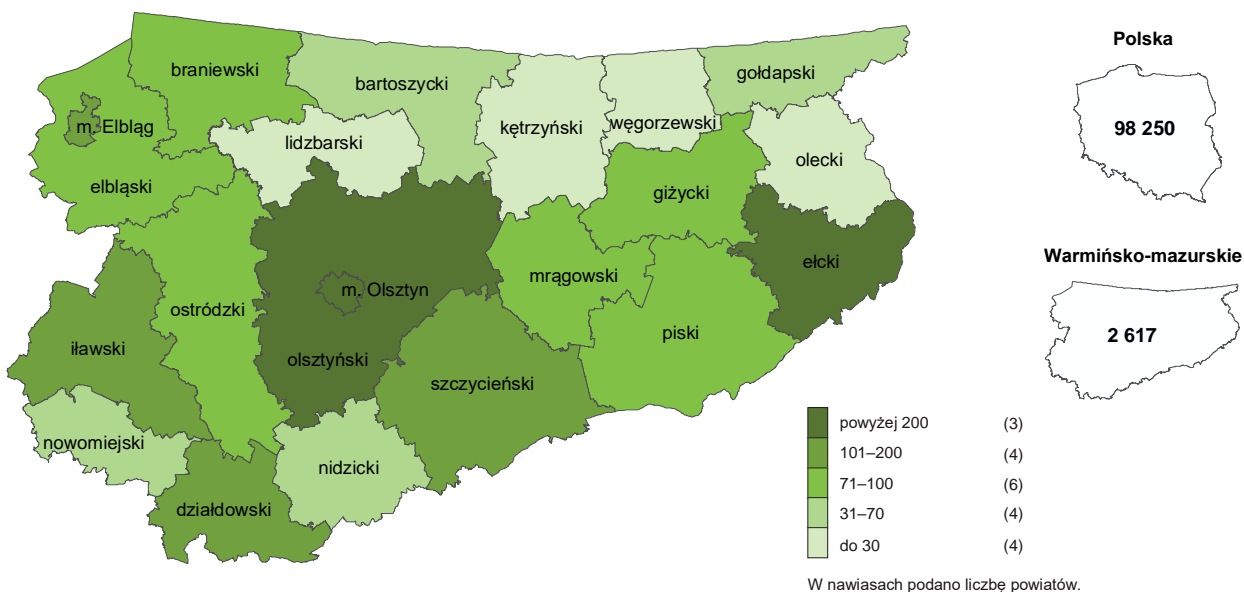 braniewski
bartoszycki
gołdapski
m. Elbląg
lidzbarski
kętrzyński
węgorzewski
olecki
elbląski
giżycki
ełcki
mrągowski
m. Olsztyn
ostródzki
piski
iławski
olsztyński
szczycieński
nowomiejski
nidzicki
działdowski
Polska
98 250
Warmińsko-mazurskie
2 617
powyżej 200 (3)
101–200 (4)
71–100 (6)
31–70 (4)
do 30 (4)
W nawiasach podano liczbę powiatów.